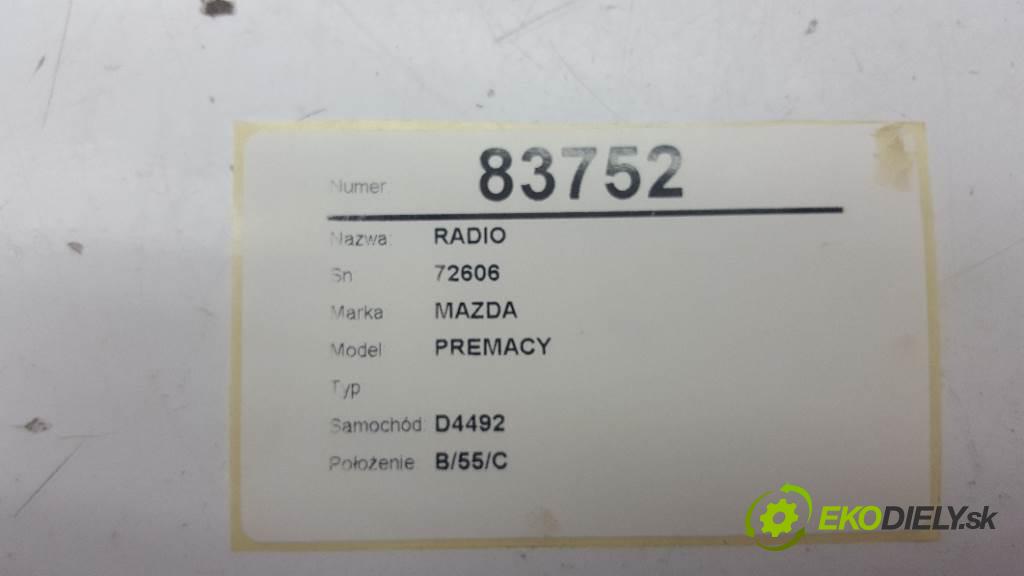 Numer: 83752
Nazwa: RADIO
Sn 72606
Marka MAZDA
Model PREMACY
Typ
Samochód: D4492
Położenie B/55/C
EKODIELY.sk